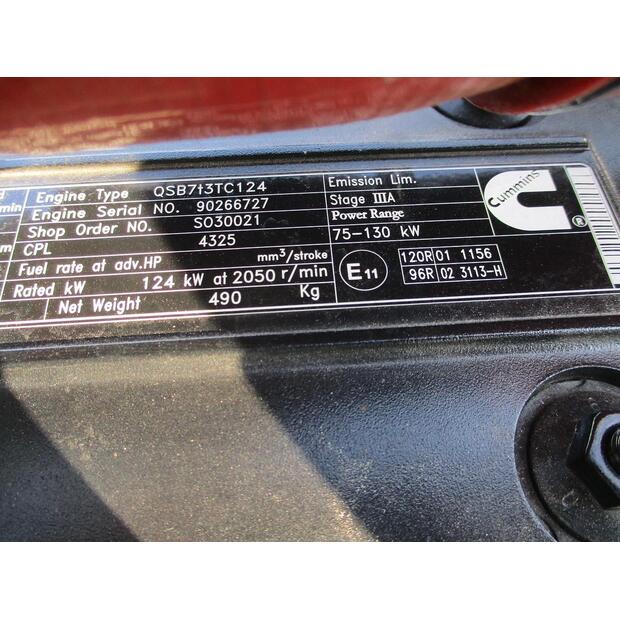 Engine Type QSB7t3TC124
Engine Serial NO. 90266727
Shop Order NO. SO30021
CPL 4325
Fuel rate at adv.HP mm³/stroke
Rated kW 124 kW at 2050 r/min
Net Weight 490 Kg
Emission Lim.
Stage IIIA
Power Range
75-130 kW
E11
120R 01 1156
96R 02 3113-H
Cummins
®